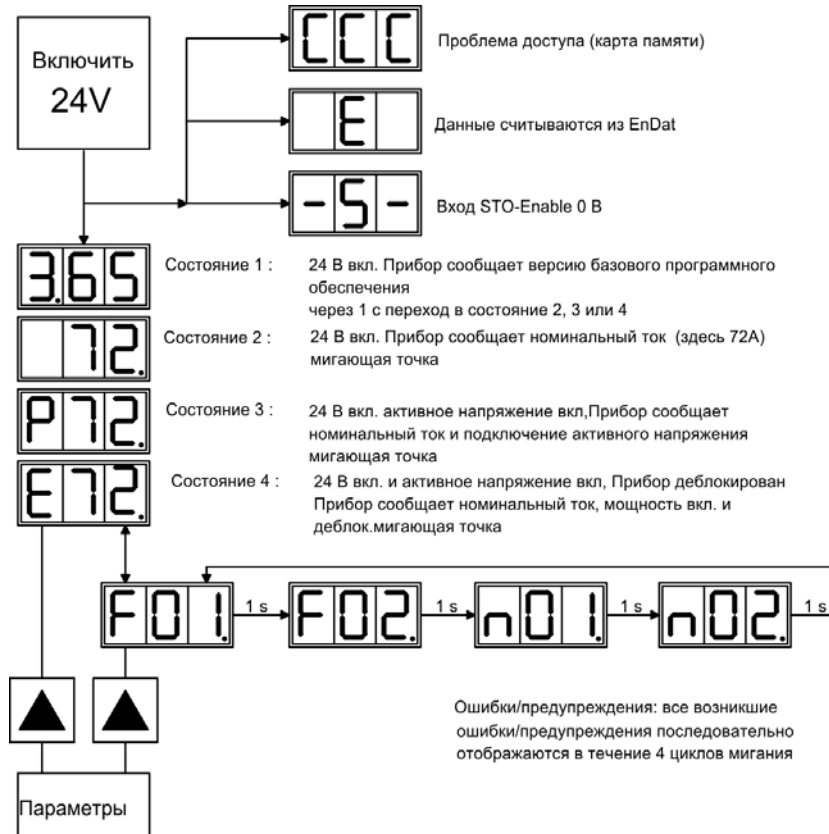 Включить
24V
CCC
Проблема доступа (карта памяти)
E
Данные считываются из EnDat
-S-
Вход STO-Enable 0 В
3.65
Состояние 1 :
24 В вкл. Прибор сообщает версию базового программного
обеспечения
через 1 с переход в состояние 2, 3 или 4
72.
Состояние 2 :
24 В вкл. Прибор сообщает номинальный ток (здесь 72А)
мигающая точка
P72.
Состояние 3 :
24 В вкл. активное напряжение вкл,Прибор сообщает
номинальный ток и подключение активного напряжения
мигающая точка
E72.
Состояние 4 :
24 В вкл. и активное напряжение вкл, Прибор деблокирован
Прибор сообщает номинальный ток, мощность вкл. и
деблок.мигающая точка
F01. 1 s F02. 1 s n01. 1 s n02. 1 s
Ошибки/предупреждения: все возникшие
ошибки/предупреждения последовательно
отображаются в течение 4 циклов мигания
Параметры